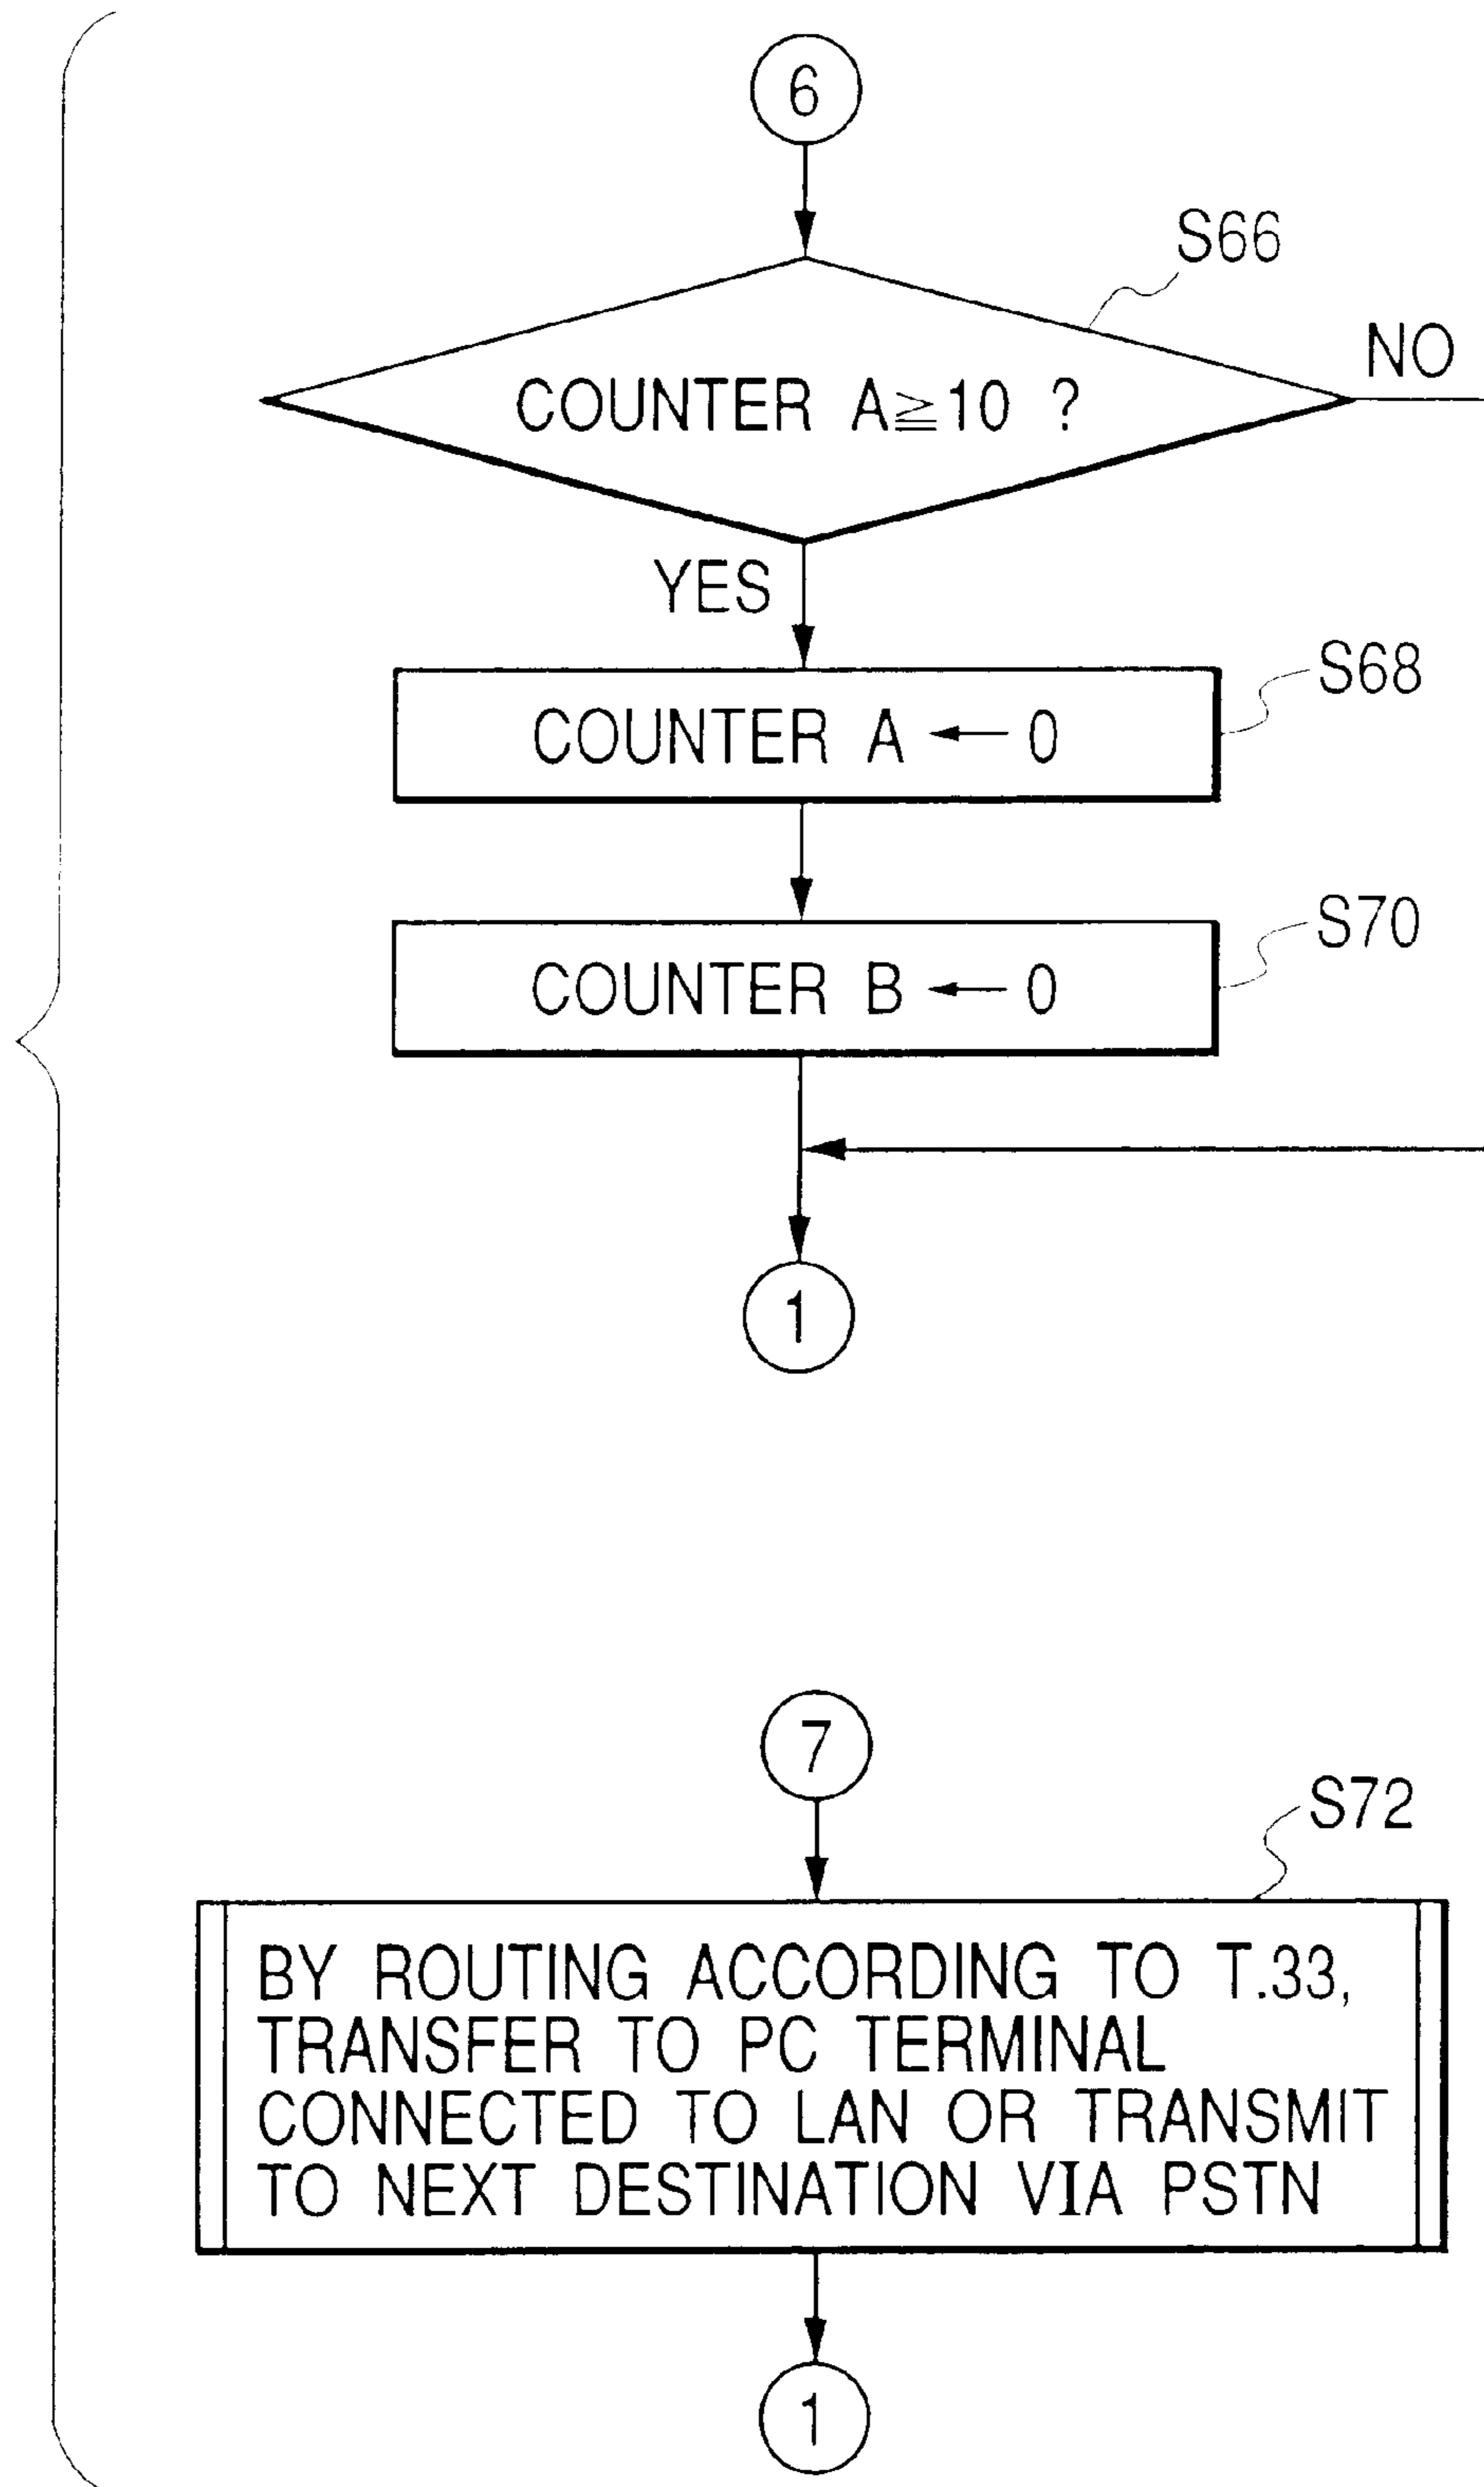 6
S66
COUNTER A≧10 ?
NO
YES
S68
COUNTER A ← 0
S70
COUNTER B ← 0
1
7
S72
BY ROUTING ACCORDING TO T.33,
TRANSFER TO PC TERMINAL
CONNECTED TO LAN OR TRANSMIT
TO NEXT DESTINATION VIA PSTN
1